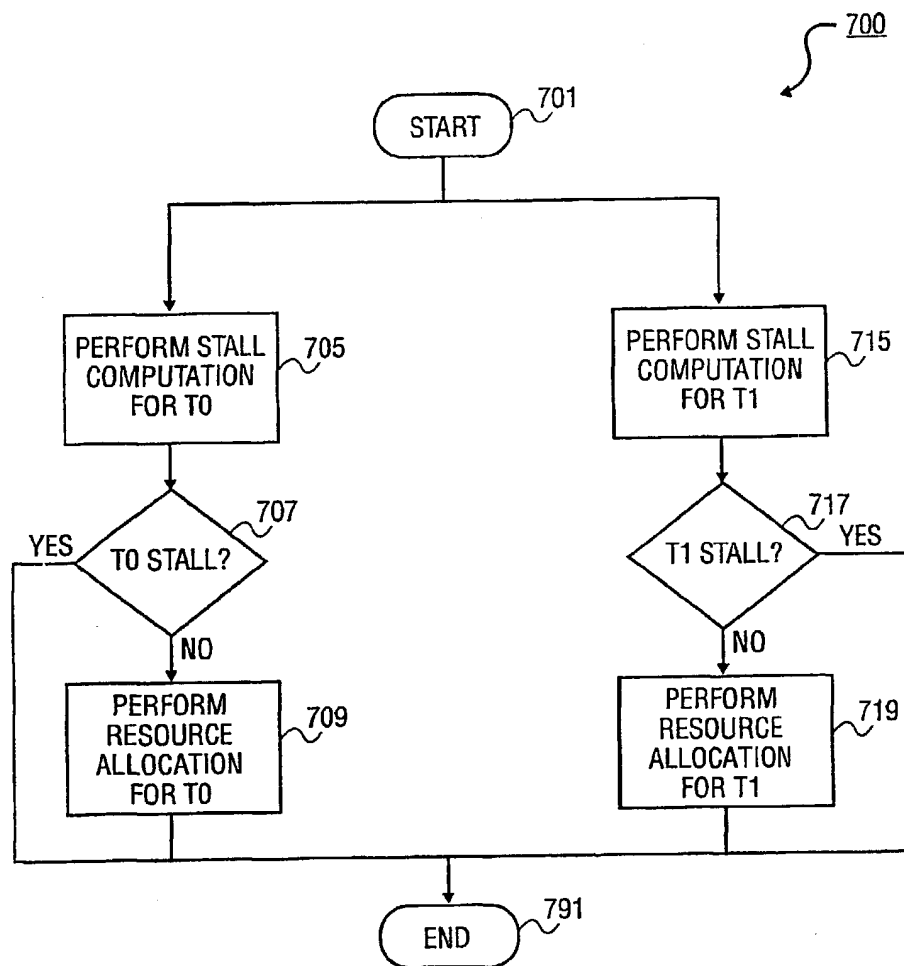 700
START
701
PERFORM STALL
COMPUTATION
FOR T0
705
PERFORM STALL
COMPUTATION
FOR T1
715
T0 STALL?
707
YES
NO
T1 STALL?
717
YES
NO
PERFORM
RESOURCE
ALLOCATION
FOR T0
709
PERFORM
RESOURCE
ALLOCATION
FOR T1
719
END
791